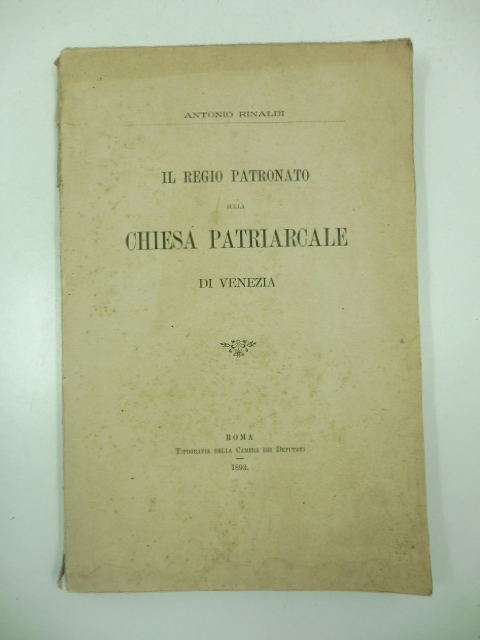 ANTONIO RINALDI
IL REGIO PATRONATO
SULLA
CHIESA PATRIARCALE
DI VENEZIA
ROMA
TIPOGRAFIA DELLA CAMERA DEI DEPUTATI
1893.